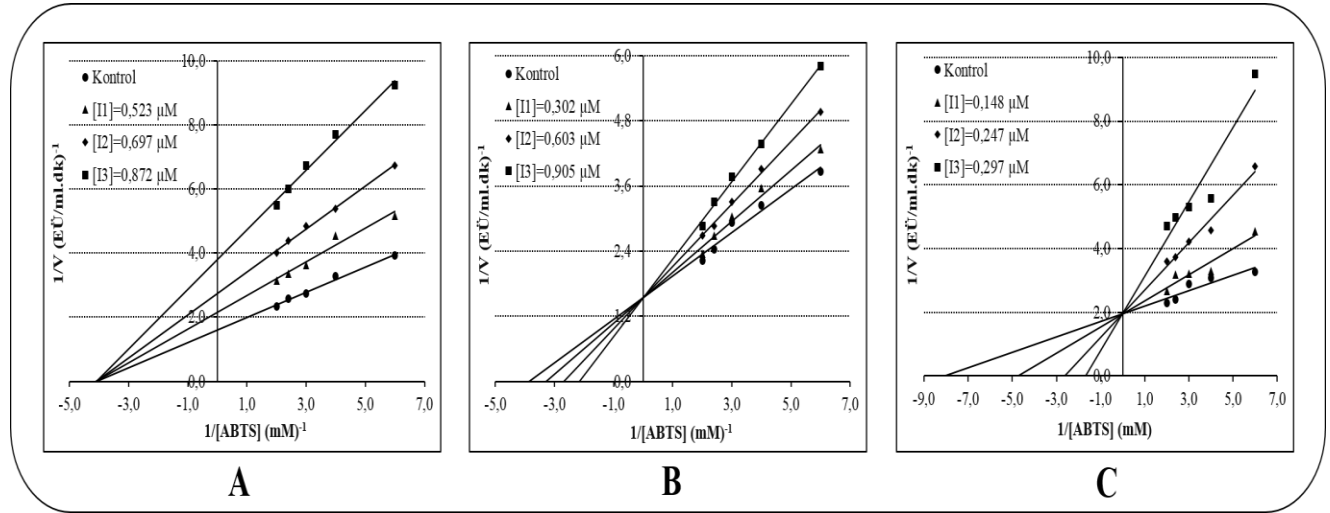 10,0
8,0
6,0
4,0
2,0
0,0
-5,0 -3,0 -1,0 1,0 3,0 5,0 7,0
1/V (EÜ/ml.dk)-1
1/[ABTS] (mM)-1
Kontrol
[I1]=0,523 µM
[I2]=0,697 µM
[I3]=0,872 µM
A
6,0
4,8
3,6
2,4
1,2
0,0
-5,0 -3,0 -1,0 1,0 3,0 5,0 7,0
1/V (EÜ/ml.dk)-1
1/[ABTS] (mM)-1
Kontrol
[I1]=0,302 µM
[I2]=0,603 µM
[I3]=0,905 µM
B
10,0
8,0
6,0
4,0
2,0
0,0
-9,0 -7,0 -5,0 -3,0 -1,0 1,0 3,0 5,0 7,0
1/V (EÜ/ml.dk)-1
1/[ABTS] (mM)
Kontrol
[I1]=0,148 µM
[I2]=0,247 µM
[I3]=0,297 µM
C